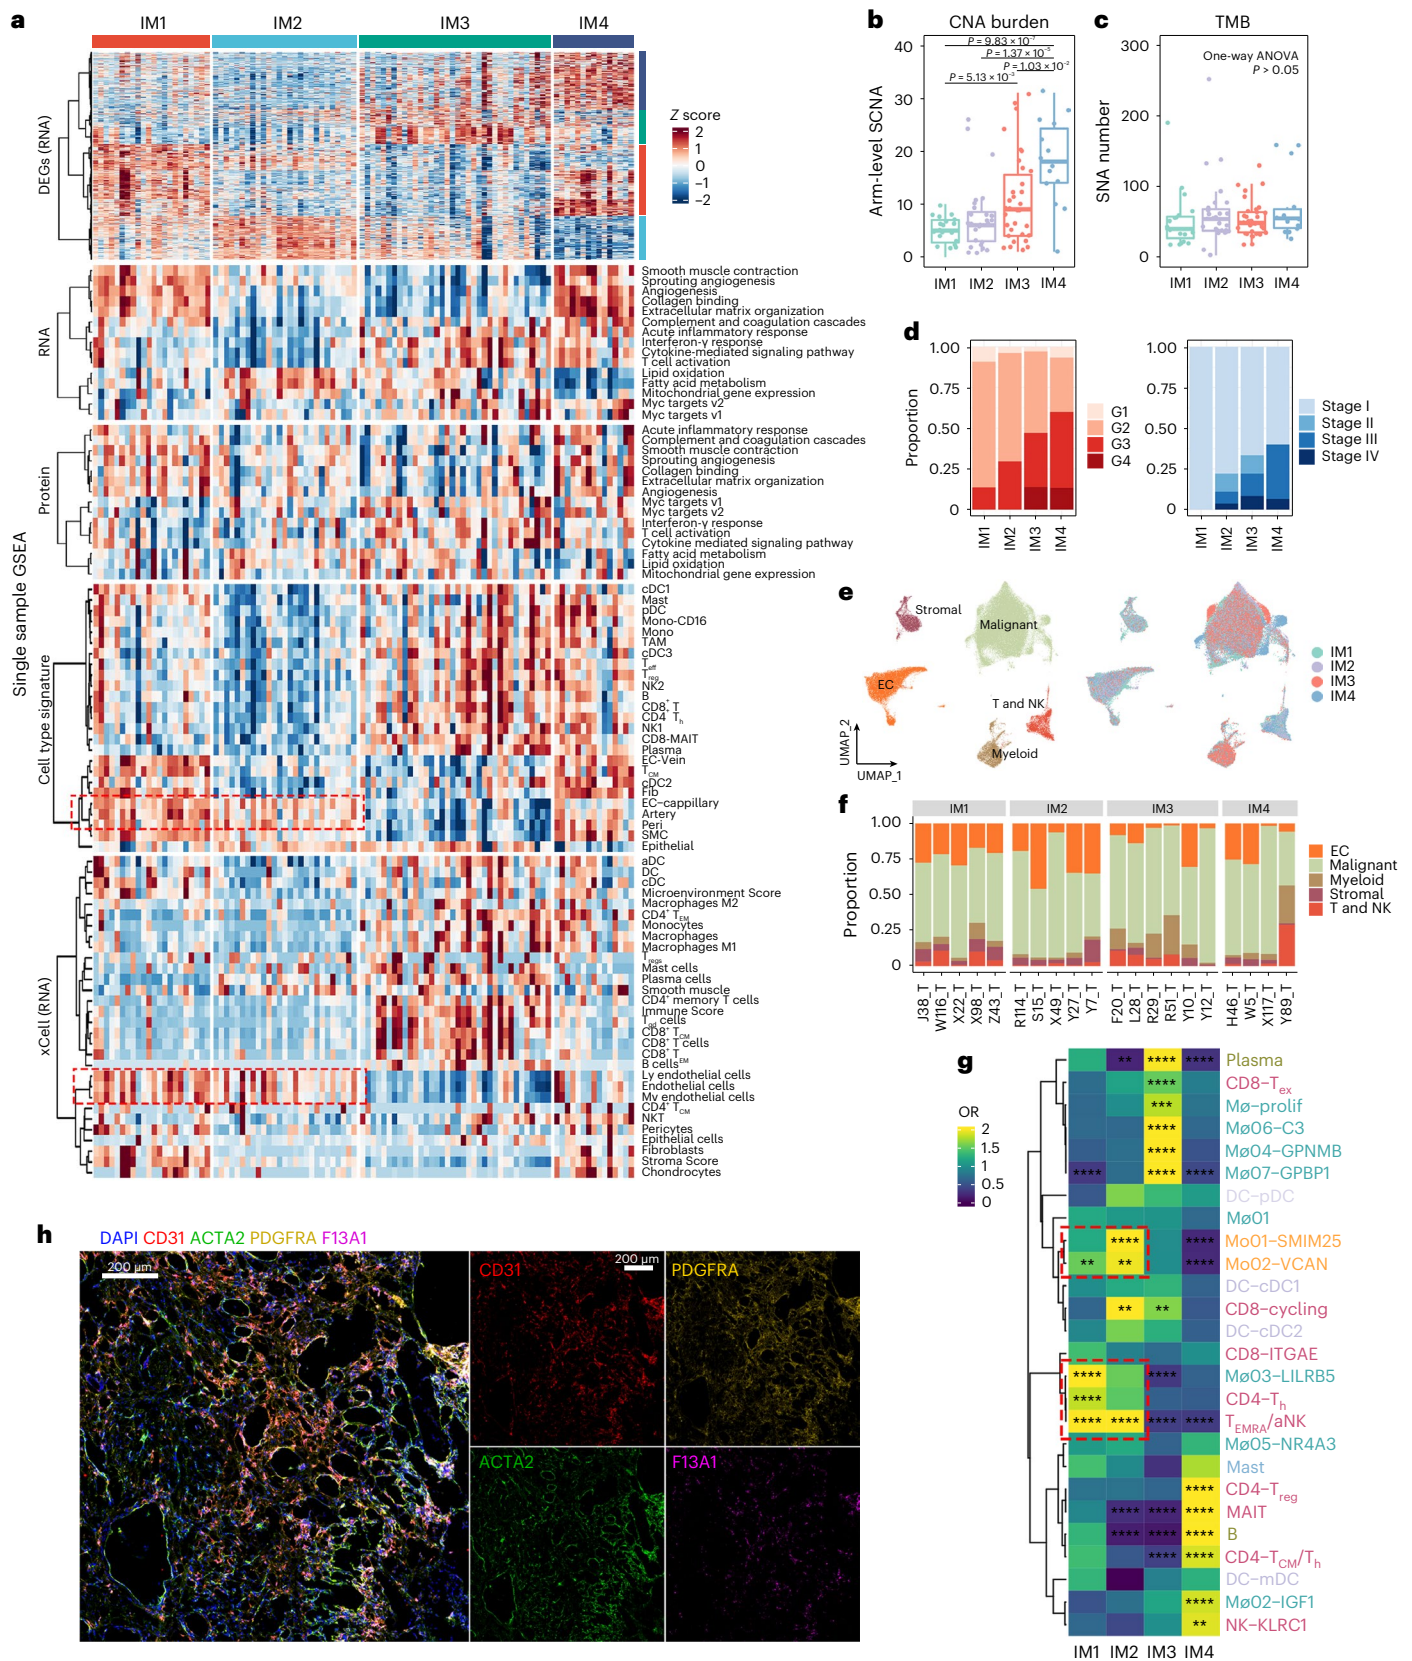 a
IM1 IM2 IM3 IM4
DEGs (RNA)
Z score
2
1
0
−1
−2
Single sample GSEA
RNA
Smooth muscle contraction
Sprouting angiogenesis
Angiogenesis
Collagen binding
Extracellular matrix organization
Complement and coagulation cascades
Acute inflammatory response
Interferon-γ response
Cytokine-mediated signaling pathway
T cell activation
Lipid oxidation
Fatty acid metabolism
Mitochondrial gene expression
Myc targets v2
Myc targets v1
Protein
Acute inflammatory response
Complement and coagulation cascades
Smooth muscle contraction
Sprouting angiogenesis
Collagen binding
Extracellular matrix organization
Angiogenesis
Myc targets v1
Myc targets v2
Interferon-γ response
T cell activation
Cytokine mediated signaling pathway
Fatty acid metabolism
Lipid oxidation
Mitochondrial gene expression
Cell type signature
cDC1
Mast
pDC
Mono-CD16
Mono
TAM
cDC3
Teff
Treg
NK2
B
CD8+ T
CD4+ Th
NK1
CD8-MAIT
Plasma
EC-Vein
TCM
cDC2
Fib
EC−cappillary
Artery
Peri
SMC
Epithelial
xCell (RNA)
aDC
DC
cDC
Microenvironment Score
Macrophages M2
CD4+ TEM
Monocytes
Macrophages
Macrophages M1
Tregs
Mast cells
Plasma cells
Smooth muscle
CD4+ memory T cells
Immune Score
Tgd cells
CD8+ TCM
CD8+ T cells
CD8+ TEM
B cells
Ly endothelial cells
Endothelial cells
Mv endothelial cells
CD4+ TCM
NKT
Pericytes
Epithelial cells
Fibroblasts
Stroma Score
Chondrocytes
b
CNA burden
Arm-level SCNA
40
30
20
10
0
P = 9.83 × 10−7
P = 1.37 × 10−5
P = 1.03 × 10−2
P = 5.13 × 10−3
IM1 IM2 IM3 IM4
c
TMB
SNA number
300
200
100
0
One-way ANOVA
P > 0.05
IM1 IM2 IM3 IM4
d
Proportion
1.00
0.75
0.50
0.25
0
IM1 IM2 IM3 IM4
G1
G2
G3
G4
1.00
0.75
0.50
0.25
0
IM1 IM2 IM3 IM4
Stage I
Stage II
Stage III
Stage IV
e
Stromal
Malignant
EC
T and NK
Myeloid
UMAP_2
UMAP_1
IM1
IM2
IM3
IM4
f
IM1 IM2 IM3 IM4
Proportion
1.00
0.75
0.50
0.25
0
J38_T W116_T X22_T X98_T Z43_T R114_T S15_T X49_T Y27_T Y7_T F20_T L28_T R29_T R51_T Y10_T Y12_T H46_T W5_T X117_T Y89_T
EC
Malignant
Myeloid
Stromal
T and NK
g
OR
2
1.5
1
0.5
0
** **** **** Plasma
**** CD8−Tex
*** Mø−prolif
**** Mø06−C3
**** Mø04−GPNMB
**** **** **** Mø07−GPBP1
DC−pDC
Mø01
**** **** Mo01−SMIM25
** ** **** Mo02−VCAN
DC−cDC1
** ** CD8−cycling
DC−cDC2
CD8−ITGAE
**** **** Mø03−LILRB5
**** CD4−Th
**** **** **** **** TEMRA/aNK
Mø05−NR4A3
Mast
**** CD4−Treg
**** **** **** MAIT
**** **** **** B
**** **** CD4−TCM/Th
DC−mDC
**** Mø02−IGF1
** NK−KLRC1
IM1 IM2 IM3 IM4
h
DAPI CD31 ACTA2 PDGFRA F13A1
200 µm
CD31
200 µm
PDGFRA
ACTA2
F13A1